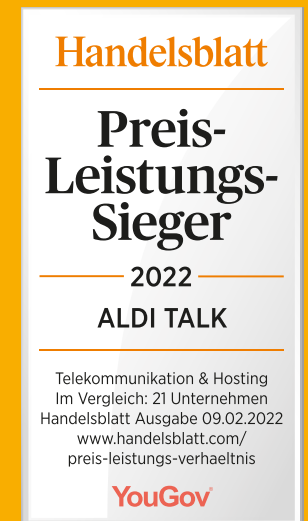 Handelsblatt
Preis-
Leistungs-
Sieger
2022
ALDI TALK
Telekommunikation & Hosting
Im Vergleich: 21 Unternehmen
Handelsblatt Ausgabe 09.02.2022
www.handelsblatt.com/
preis-leistungs-verhaeltnis
YouGov®